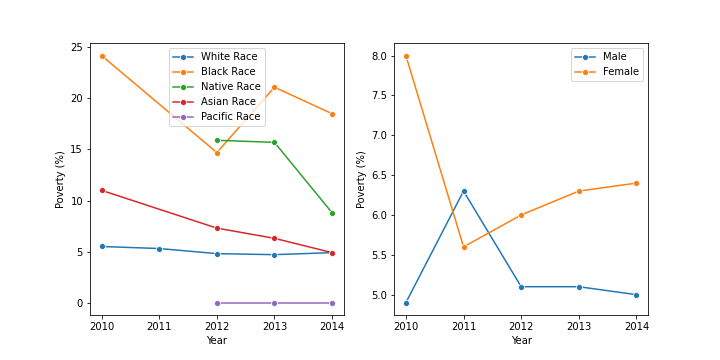 White Race
Black Race
Native Race
Asian Race
Pacific Race
25
20
15
10
5
0
Poverty (%)
2010 2011 2012 2013 2014
Year
Male
Female
8.0
7.5
7.0
6.5
6.0
5.5
5.0
Poverty (%)
2010 2011 2012 2013 2014
Year